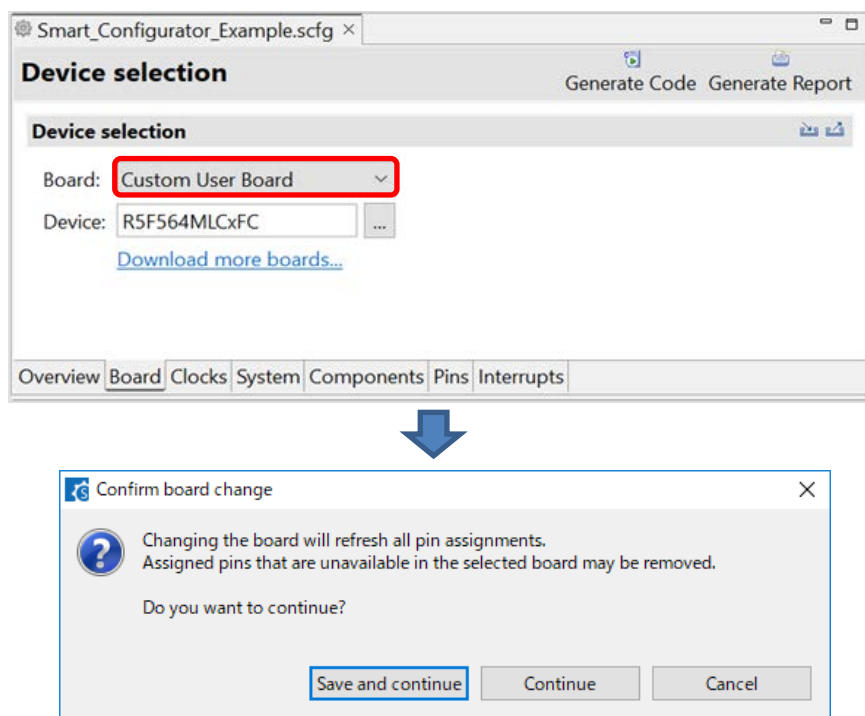 Smart_Configurator_Example.scfg
Device selection
Generate Code Generate Report
Device selection
Board: Custom User Board
Device: R5F564MLCxFC ...
Download more boards...
Overview Board Clocks System Components Pins Interrupts
Confirm board change
Changing the board will refresh all pin assignments.
Assigned pins that are unavailable in the selected board may be removed.
Do you want to continue?
Save and continue Continue Cancel